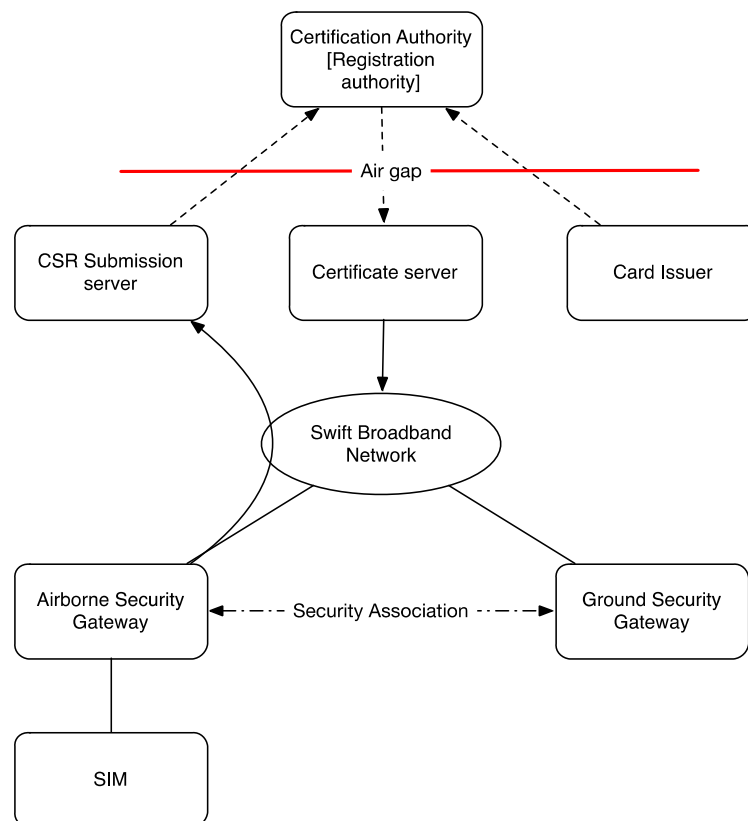 Certification Authority
[Registration
authority]
Air gap
CSR Submission
server
Certificate server
Card Issuer
Swift Broadband
Network
Airborne Security
Gateway
Security Association
Ground Security
Gateway
SIM